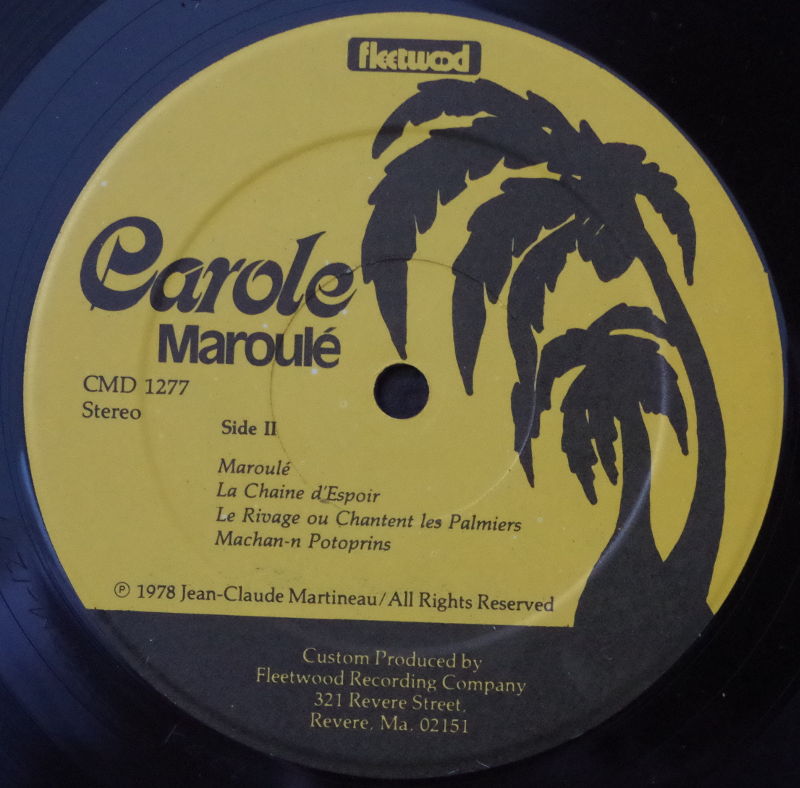 fleetwood
Carole
Maroulé
CMD 1277
Stereo
Side II
Maroulé
La Chaine d'Espoir
Le Rivage ou Chantent les Palmiers
Machan-n Potoprins
℗ 1978 Jean-Claude Martineau/All Rights Reserved
Custom Produced by
Fleetwood Recording Company
321 Revere Street,
Revere, Ma. 02151